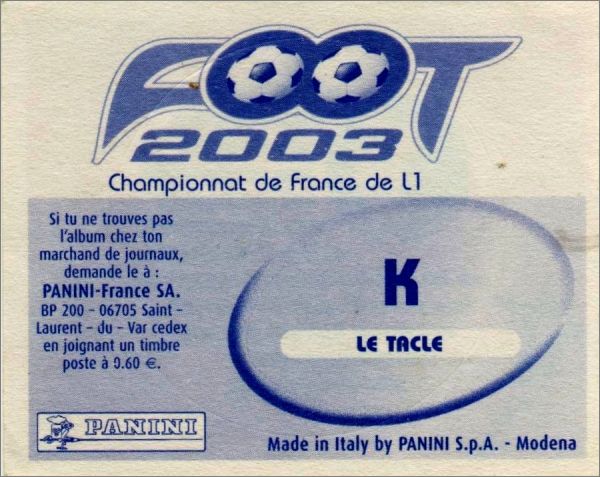 FOOT
2003
Championnat de France de L1
Si tu ne trouves pas
l'album chez ton
marchand de journaux,
demande le à :
PANINI-France SA.
BP 200 - 06705 Saint -
Laurent - du - Var cedex
en joignant un timbre
poste à 0.60 €.
K
LE TACLE
PANINI
Made in Italy by PANINI S.p.A. - Modena